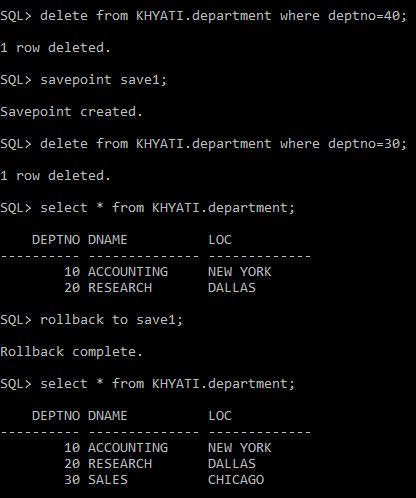 SQL> delete from KHYATI.department where deptno=40;
1 row deleted.
SQL> savepoint save1;
Savepoint created.
SQL> delete from KHYATI.department where deptno=30;
1 row deleted.
SQL> select * from KHYATI.department;
    DEPTNO DNAME          LOC
---------- -------------- -------------
        10 ACCOUNTING     NEW YORK
        20 RESEARCH       DALLAS
SQL> rollback to save1;
Rollback complete.
SQL> select * from KHYATI.department;
    DEPTNO DNAME          LOC
---------- -------------- -------------
        10 ACCOUNTING     NEW YORK
        20 RESEARCH       DALLAS
        30 SALES          CHICAGO